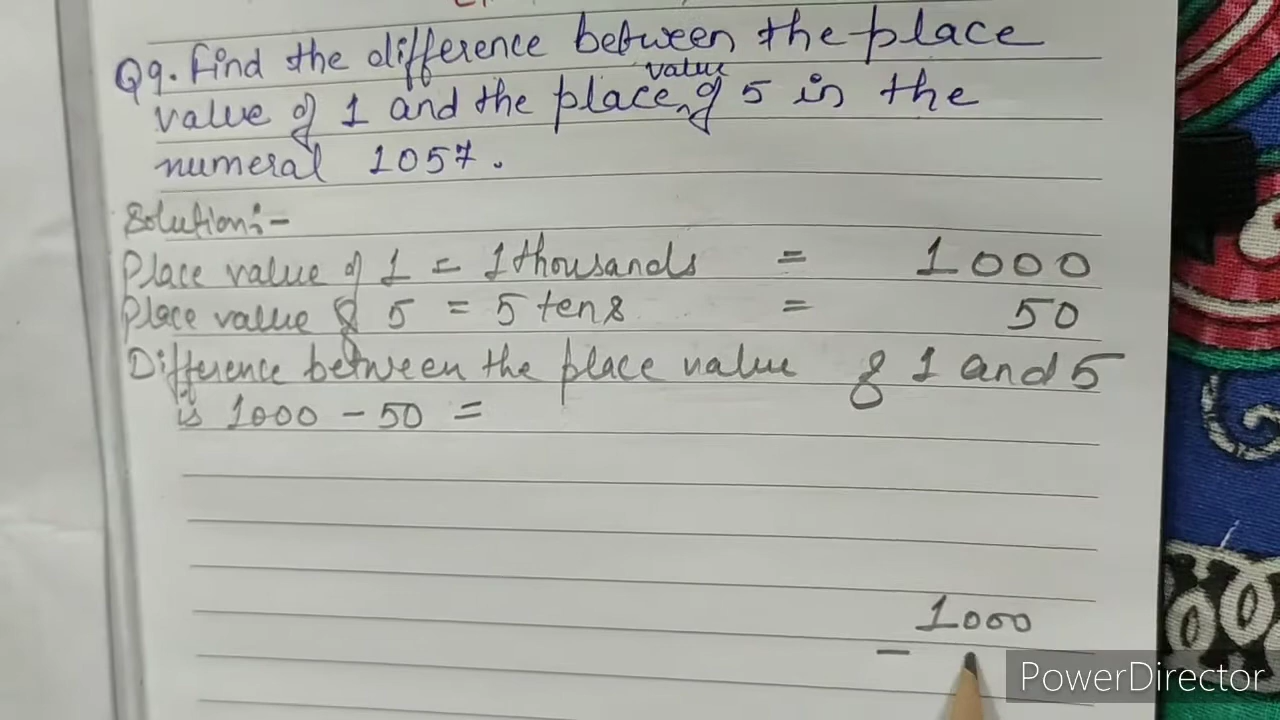 Q9. Find the difference between the place
value of 1 and the place value of 5 in the
numeral 1057.
Solution:-
Place value of 1 = 1 thousands = 1000
Place value of 5 = 5 tens = 50
Difference between the place value of 1 and 5
is 1000 - 50 =
1000
-
PowerDirector